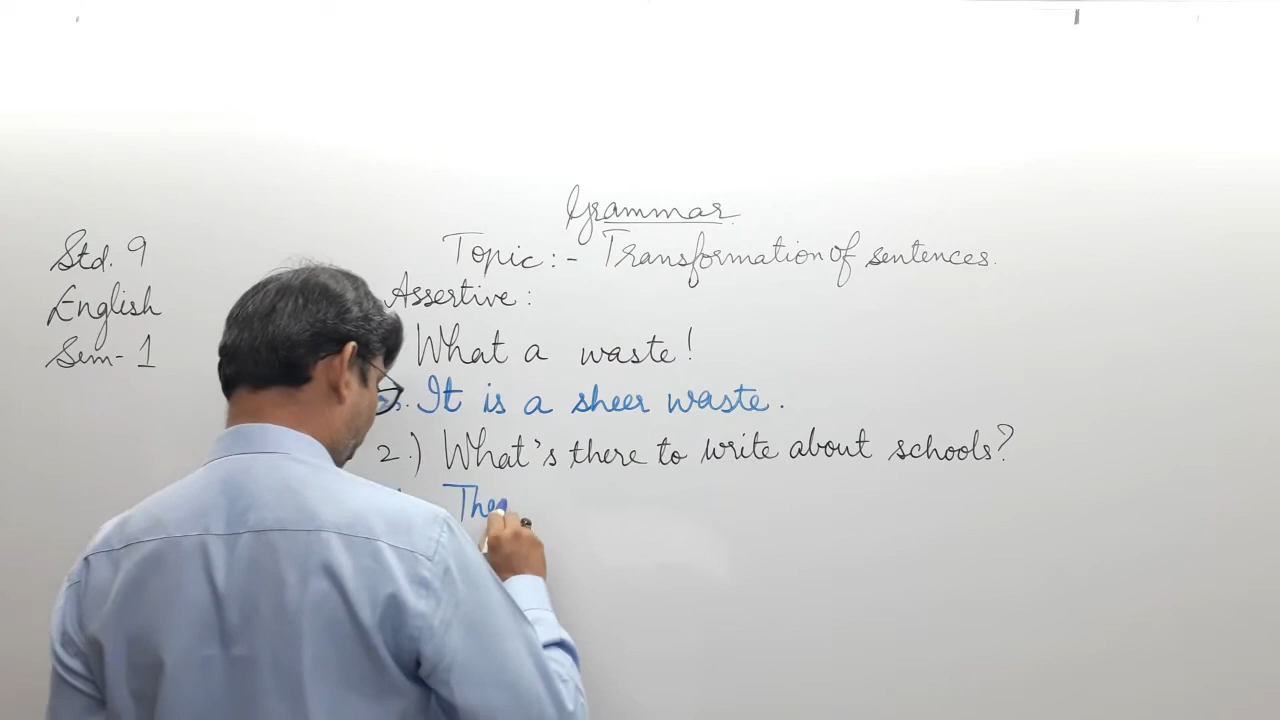 Grammar
Std. 9
English
Sem- 1
Topic:- Transformation of sentences.
Assertive:
What a waste!
It is a sheer waste.
2.) What's there to write about schools?
The